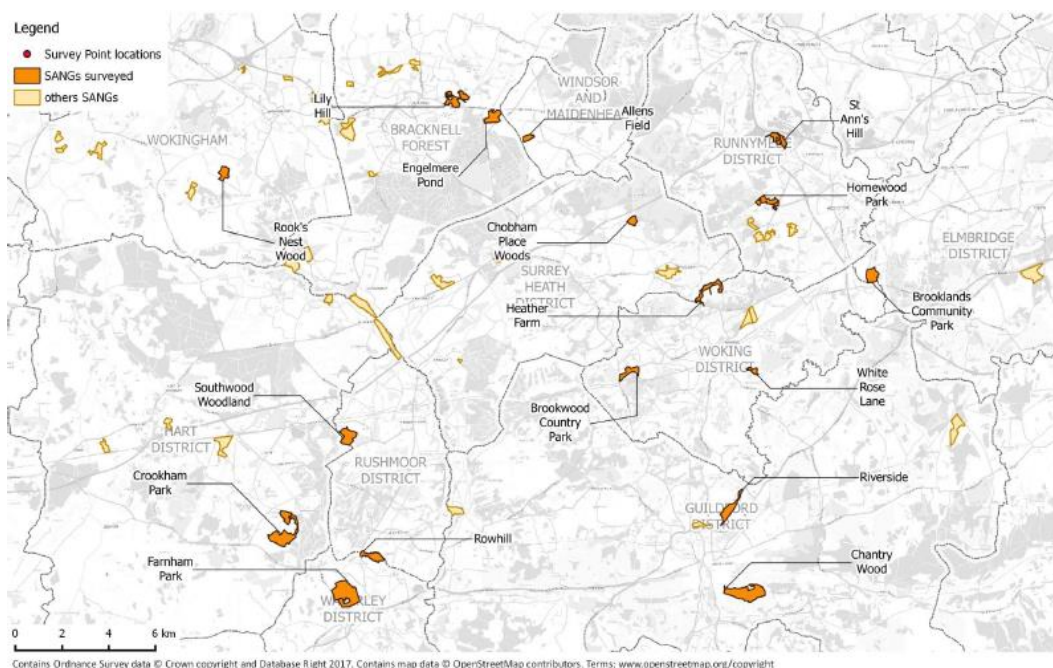 Legend
Survey Point locations
SANGs surveyed
others SANGs
Lily
Hill
WINDSOR
AND
MAIDENHEA
Allens
Field
St
Ann's
Hill
WOKINGHAM
BRACKNELL
FOREST
RUNNYMEDE
DISTRICT
Engelmere
Pond
Homewood
Park
Rook's
Nest
Wood
Chobham
Place
Woods
ELMBRIDGE
DISTRICT
SURREY
HEATH
DISTRICT
Heather
Farm
Brooklands
Community
Park
WOKING
DISTRICT
Southwood
Woodland
White
Rose
Lane
Brookwood
Country
Park
HART
DISTRICT
RUSHMOOR
DISTRICT
Crookham
Park
Riverside
GUILDFORD
DISTRICT
Rowhill
Farnham
Park
Chantry
Wood
WAVERLEY
DISTRICT
0 2 4 6 km
Contains Ordnance Survey data © Crown copyright and Database Right 2017. Contains map data © OpenStreetMap contributors. Terms: www.openstreetmap.org/copyright